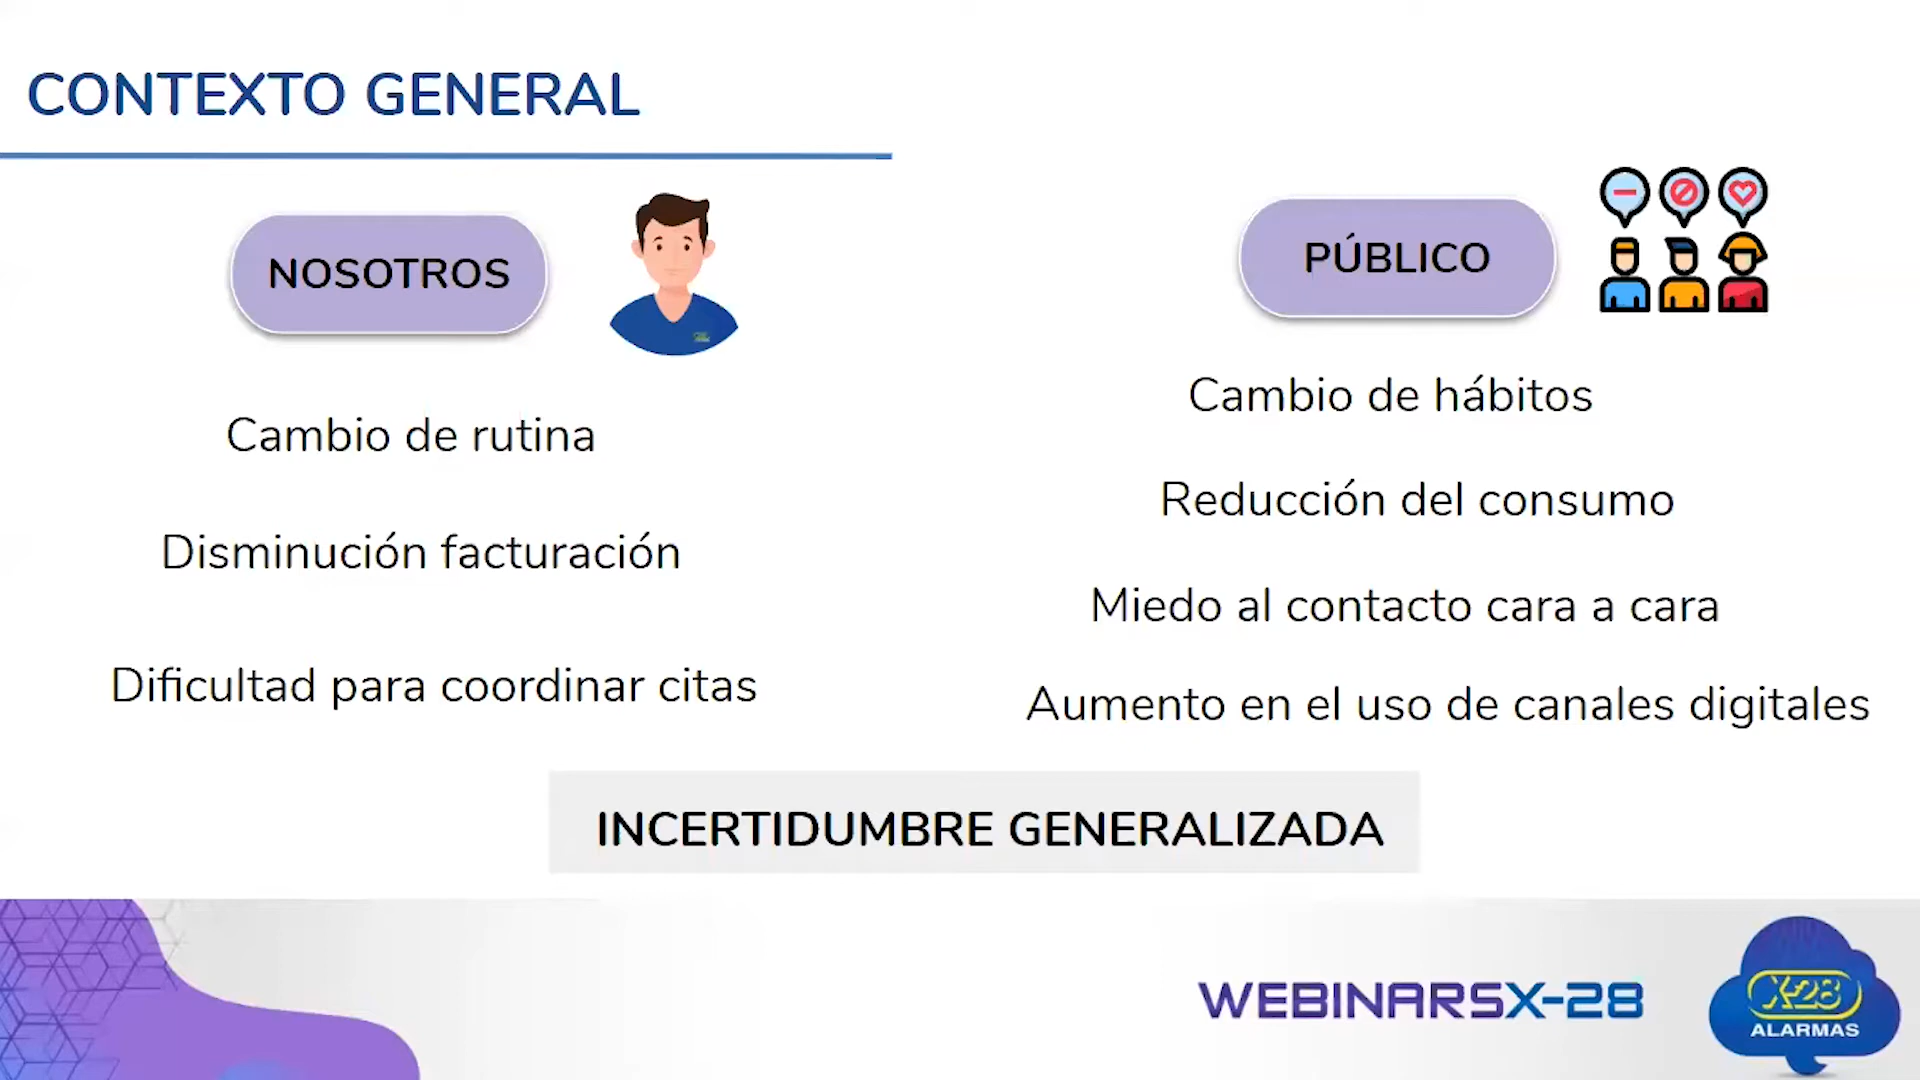 CONTEXTO GENERAL
NOSOTROS
Cambio de rutina
Disminución facturación
Dificultad para coordinar citas
PÚBLICO
Cambio de hábitos
Reducción del consumo
Miedo al contacto cara a cara
Aumento en el uso de canales digitales
INCERTIDUMBRE GENERALIZADA
WEBINARSX-28
X-28
ALARMAS